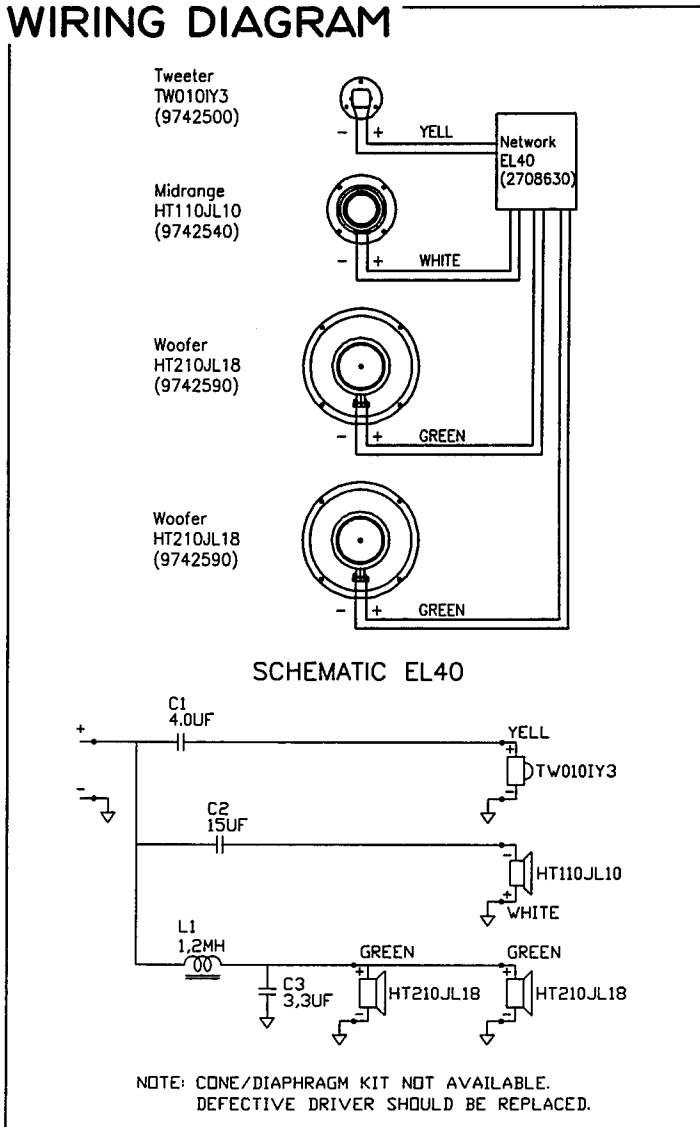 WIRING DIAGRAM
Tweeter
TW010IY3
(9742500)
- + YELL
Network
EL40
(2708630)
Midrange
HT110JL10
(9742540)
- + WHITE
Woofer
HT210JL18
(9742590)
- + GREEN
Woofer
HT210JL18
(9742590)
- + GREEN
SCHEMATIC EL40
C1
4.0UF
+
YELL
+
TW010IY3
-
-
C2
15UF
-
HT110JL10
+
WHITE
L1
1,2MH
GREEN
GREEN
+
+
C3
3,3UF
HT210JL18
HT210JL18
-
-
NOTE: CONE/DIAPHRAGM KIT NOT AVAILABLE.
DEFECTIVE DRIVER SHOULD BE REPLACED.